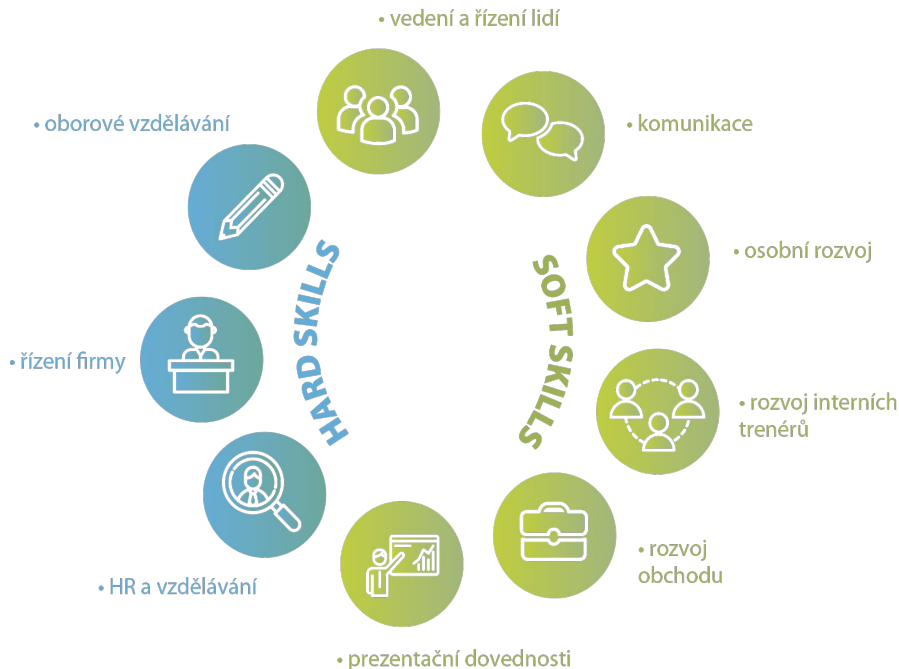 • vedení a řízení lidí
• komunikace
• oborové vzdělávání
• osobní rozvoj
HARD SKILLS
SOFT SKILLS
• řízení firmy
• rozvoj interních
trenérů
• rozvoj
obchodu
• HR a vzdělávání
• prezentační dovednosti